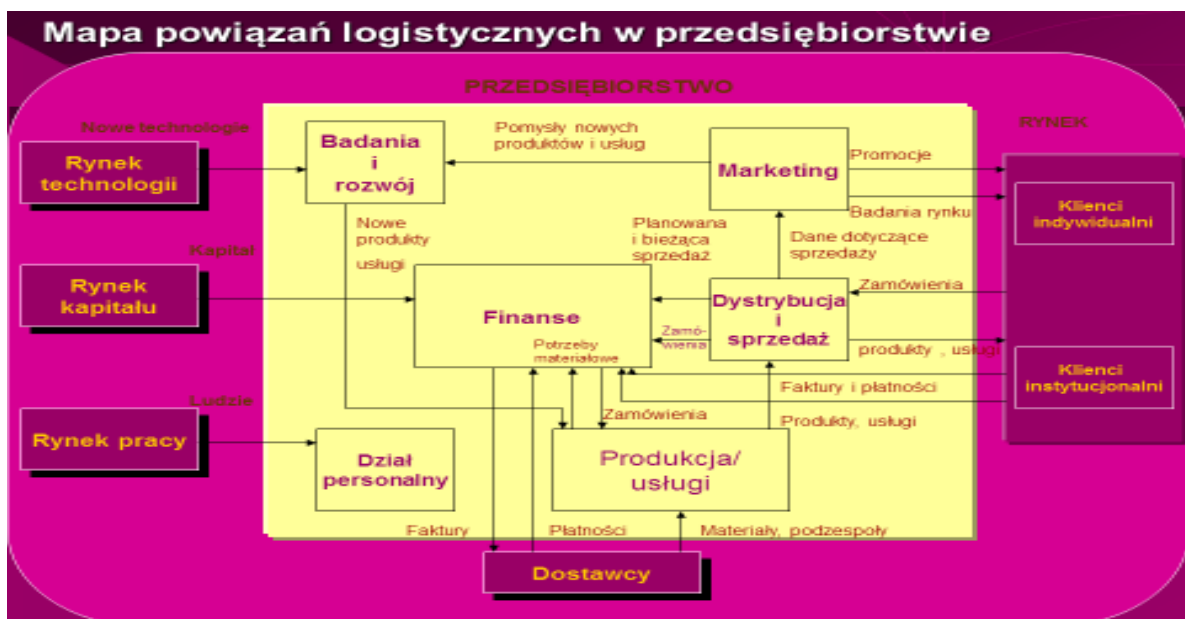 Mapa powiązań logistycznych w przedsiębiorstwie
PRZEDSIĘBIORSTWO
Nowe technologie
Rynek
technologii
Badania
i
rozwój
Pomysły nowych
produktów i usług
Marketing
Promocje
RYNEK
Klienci
indywidualni
Badania rynku
Nowe
produkty
usługi
Planowana
i bieżąca
sprzedaż
Dane dotyczące
sprzedaży
Kapitał
Rynek
kapitału
Finanse
Potrzeby
materiałowe
Zamó-
wienia
Dystrybucja
i
sprzedaż
Zamówienia
produkty , usługi
Klienci
instytucjonalni
Faktury i płatności
Ludzie
Rynek pracy
Dział
personalny
Zamówienia
Produkty, usługi
Produkcja/
usługi
Faktury
Płatności
Materiały, podzespoły
Dostawcy